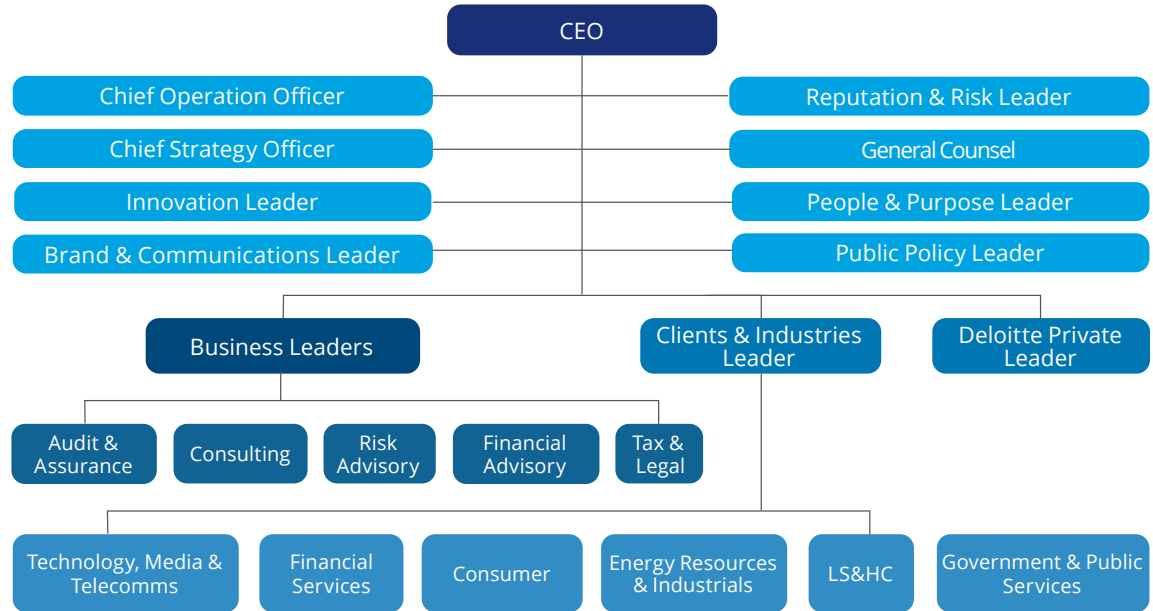 CEO
Chief Operation Officer
Reputation & Risk Leader
Chief Strategy Officer
General Counsel
Innovation Leader
People & Purpose Leader
Brand & Communications Leader
Public Policy Leader
Business Leaders
Clients & Industries
Leader
Deloitte Private
Leader
Audit &
Assurance
Consulting
Risk
Advisory
Financial
Advisory
Tax &
Legal
Technology, Media &
Telecomms
Financial
Services
Consumer
Energy Resources
& Industrials
LS&HC
Government & Public
Services